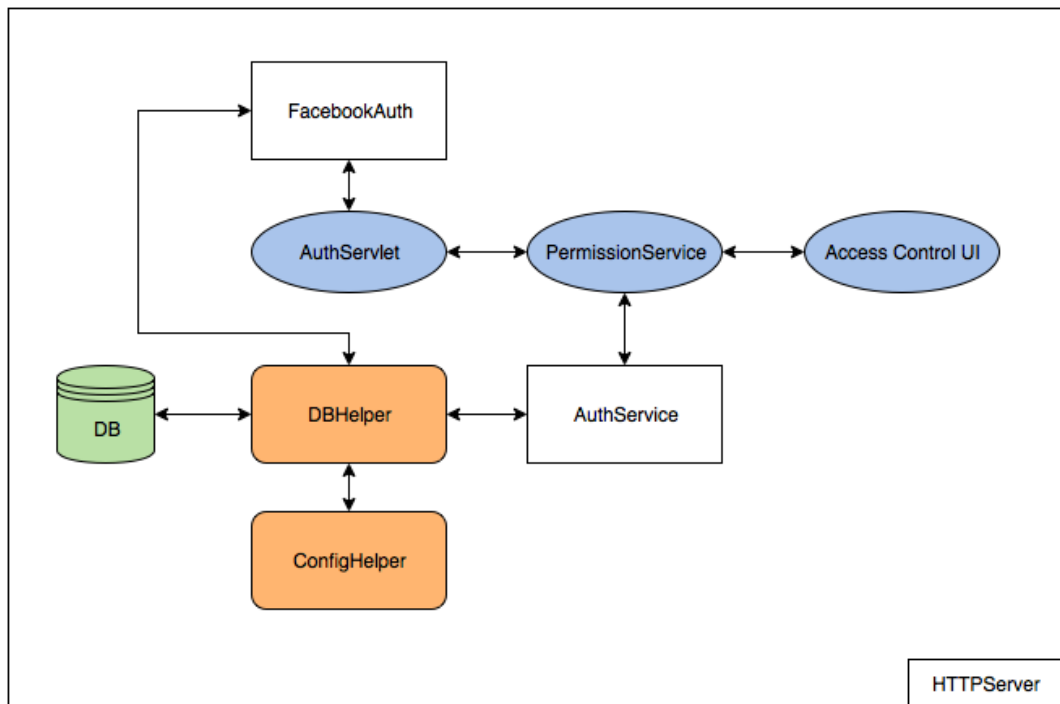 FacebookAuth
AuthServlet
PermissionService
Access Control UI
DB
DBHelper
AuthService
ConfigHelper
HTTPServer